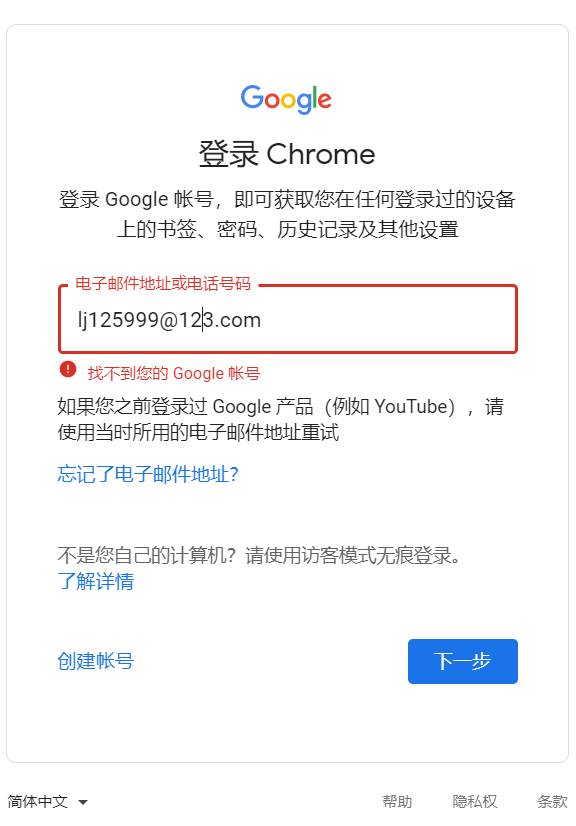 Google
登录 Chrome
登录 Google 帐号，即可获取您在任何登录过的设备
上的书签、密码、历史记录及其他设置
电子邮件地址或电话号码
lj125999@123.com
找不到您的 Google 帐号
如果您之前登录过 Google 产品（例如 YouTube），请
使用当时所用的电子邮件地址重试
忘记了电子邮件地址？
不是您自己的计算机？请使用访客模式无痕登录。
了解详情
创建帐号
下一步
简体中文
帮助
隐私权
条款